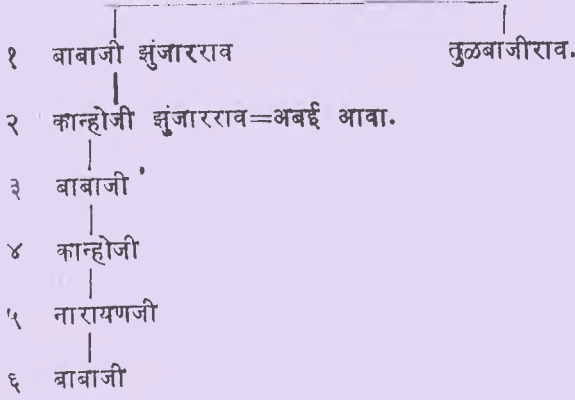 १ बाबाजी झुंजारराव तुळबाजीराव.
२ कान्होजी झुंजारराव=अबई आवा.
३ बाबाजी
४ कान्होजी
५ नारायणजी
६ बाबाजी